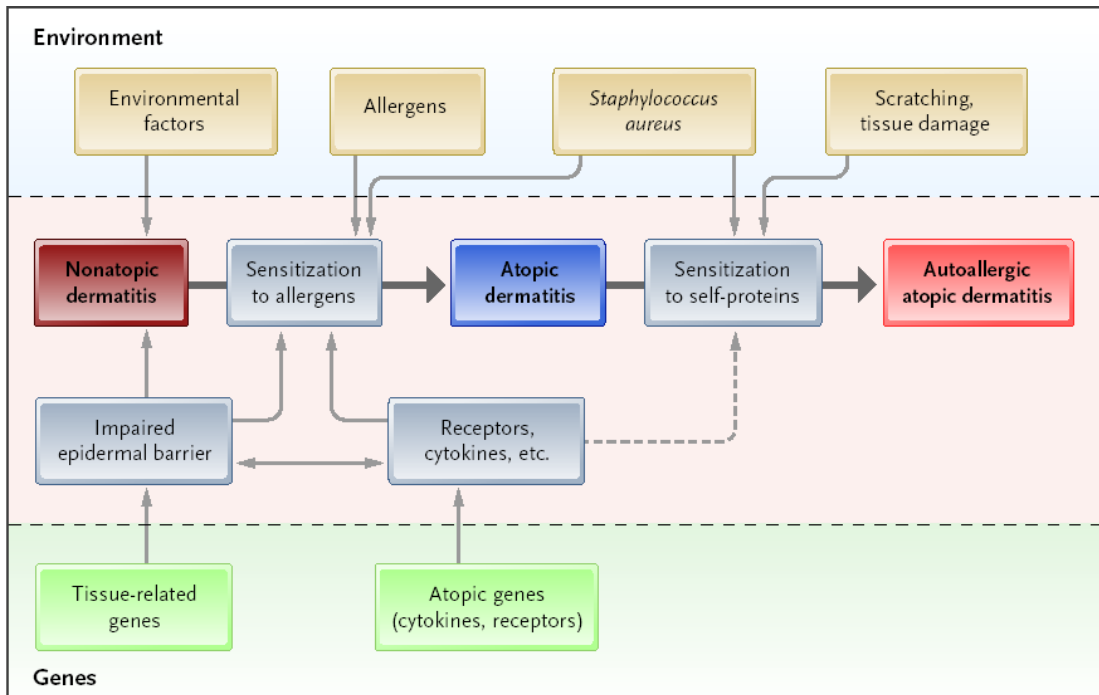 Environment
Environmental
factors
Allergens
Staphylococcus
aureus
Scratching,
tissue damage
Nonatopic
dermatitis
Sensitization
to allergens
Atopic
dermatitis
Sensitization
to self-proteins
Autoallergic
atopic dermatitis
Impaired
epidermal barrier
Receptors,
cytokines, etc.
Tissue-related
genes
Atopic genes
(cytokines, receptors)
Genes